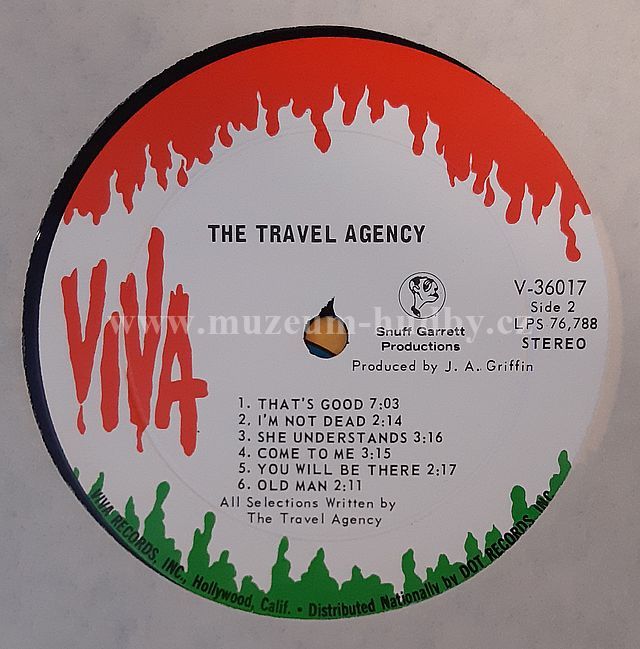 THE TRAVEL AGENCY
VIVA
V-36017
Side 2
LPS 76,788
STEREO
Snuff Garrett
Productions
Produced by J. A. Griffin
www.muzeum-hudby.cz
1. THAT'S GOOD 7:03
2. I'M NOT DEAD 2:14
3. SHE UNDERSTANDS 3:16
4. COME TO ME 3:15
5. YOU WILL BE THERE 2:17
6. OLD MAN 2:11
All Selections Written by
The Travel Agency
VIVA RECORDS, INC., Hollywood, Calif. • Distributed Nationally by DOT RECORDS, INC.